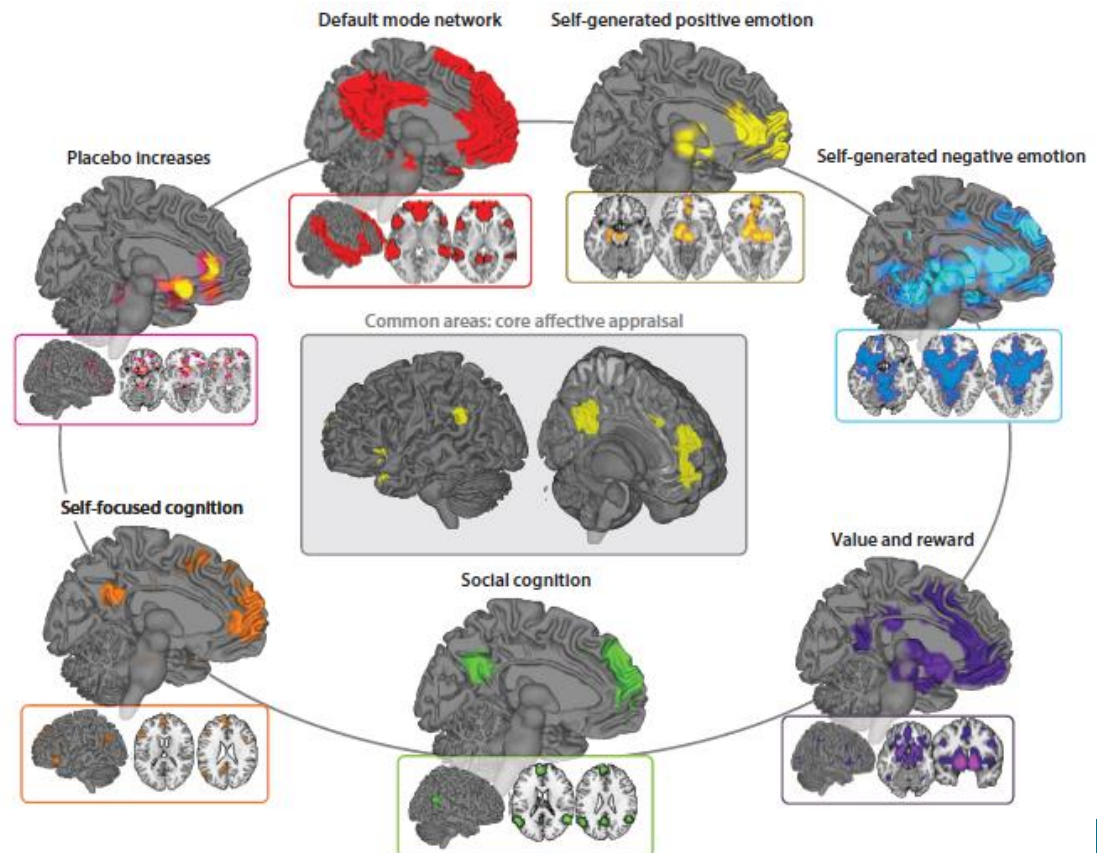 Default mode network
Self-generated positive emotion
Placebo increases
Self-generated negative emotion
Common areas: core affective appraisal
Self-focused cognition
Value and reward
Social cognition